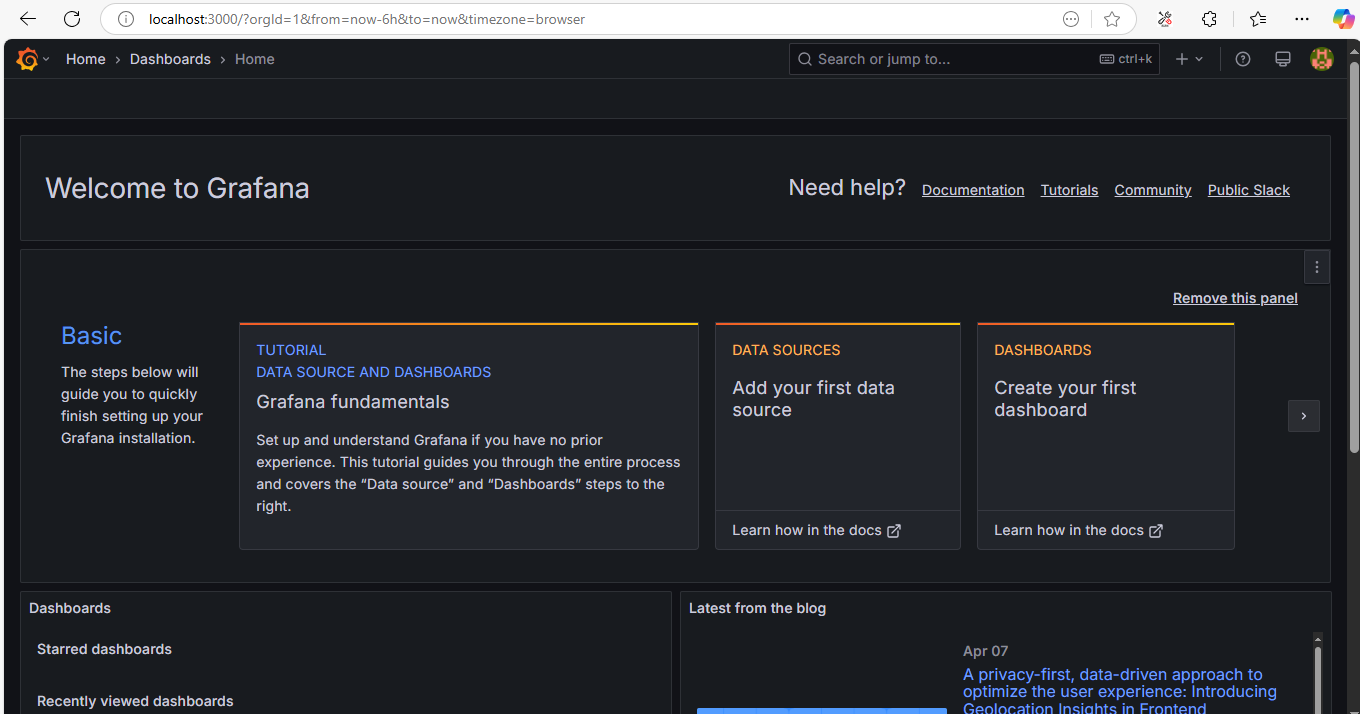 localhost:3000/?orgId=1&from=now-6h&to=now&timezone=browser
Home › Dashboards › Home
Search or jump to...
ctrl+k
Welcome to Grafana
Need help?
Documentation
Tutorials
Community
Public Slack
Remove this panel
Basic
The steps below will
guide you to quickly
finish setting up your
Grafana installation.
TUTORIAL
DATA SOURCE AND DASHBOARDS
Grafana fundamentals
Set up and understand Grafana if you have no prior
experience. This tutorial guides you through the entire process
and covers the “Data source” and “Dashboards” steps to the
right.
DATA SOURCES
Add your first data
source
Learn how in the docs
DASHBOARDS
Create your first
dashboard
Learn how in the docs
Dashboards
Starred dashboards
Recently viewed dashboards
Latest from the blog
Apr 07
A privacy-first, data-driven approach to
optimize the user experience: Introducing
Geolocation Insights in Frontend